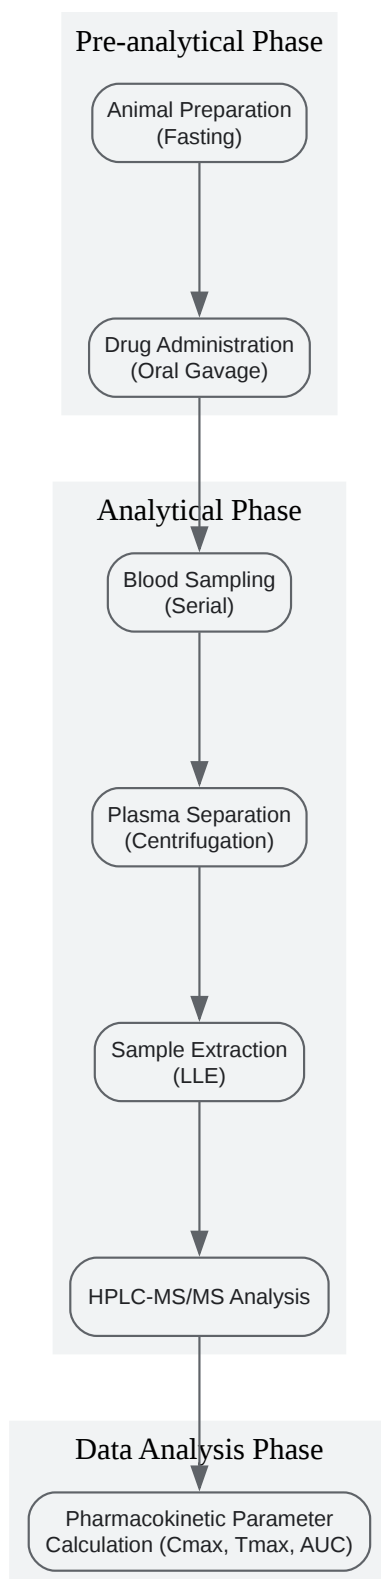 Pre-analytical Phase
Animal Preparation
(Fasting)
Drug Administration
(Oral Gavage)
Analytical Phase
Blood Sampling
(Serial)
Plasma Separation
(Centrifugation)
Sample Extraction
(LLE)
HPLC-MS/MS Analysis
Data Analysis Phase
Pharmacokinetic Parameter
Calculation (Cmax, Tmax, AUC)